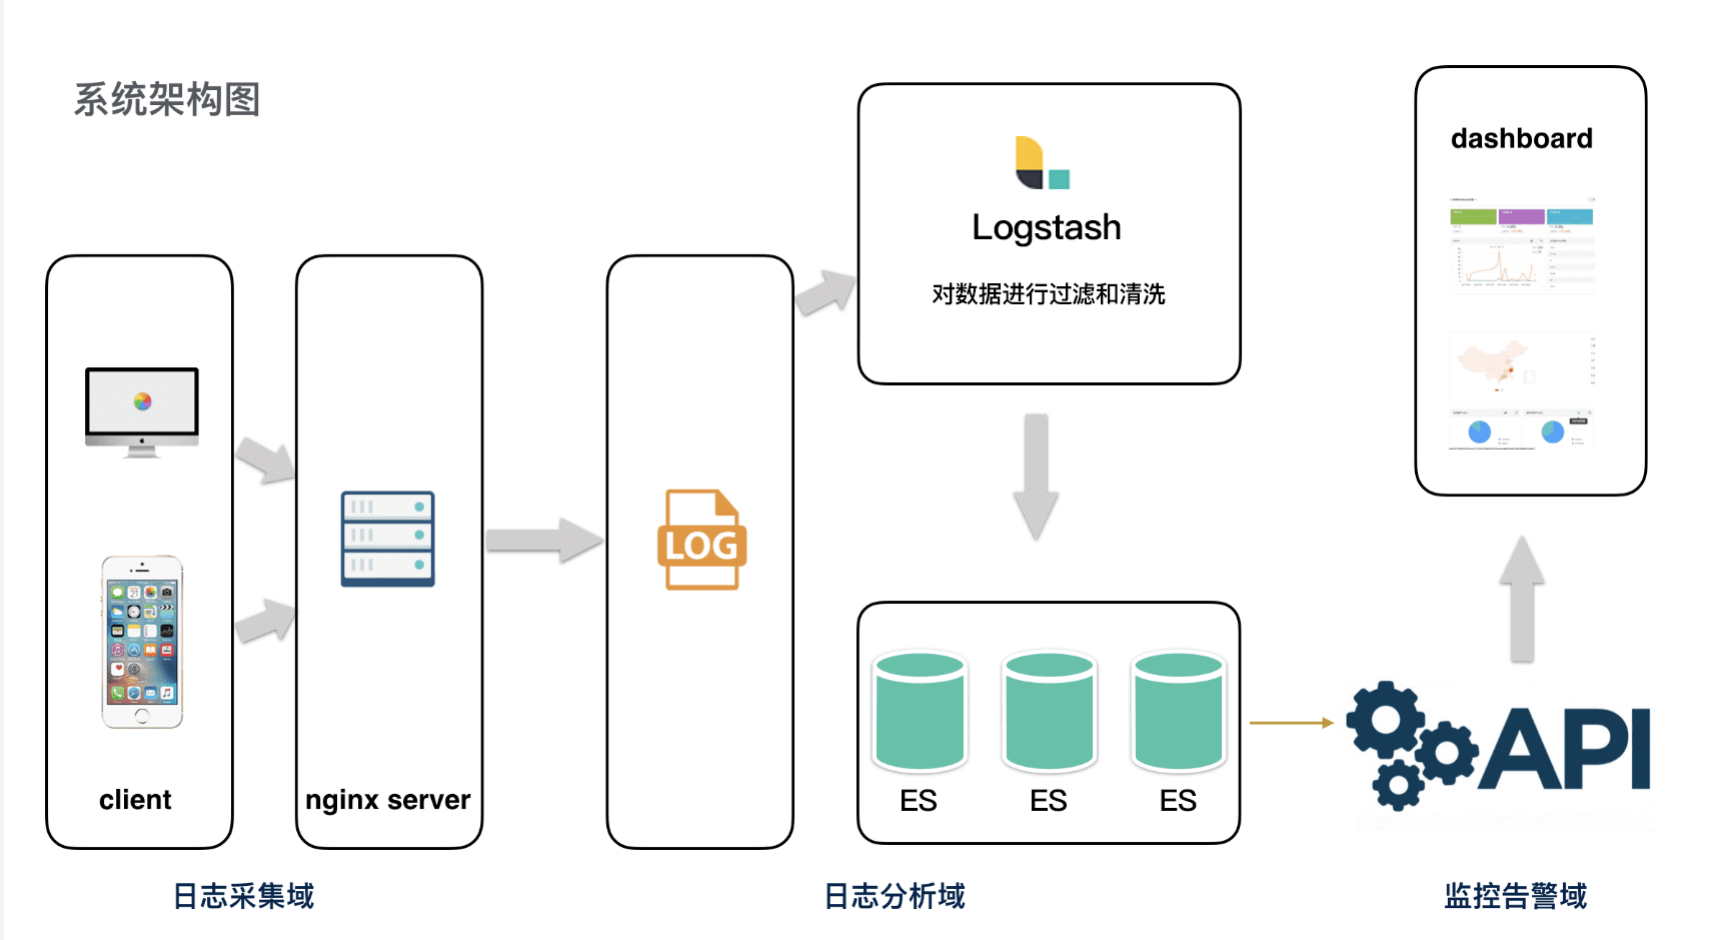 系统架构图
client
nginx server
LOG
Logstash
对数据进行过滤和清洗
ES
ES
ES
API
dashboard
日志采集域
日志分析域
监控告警域